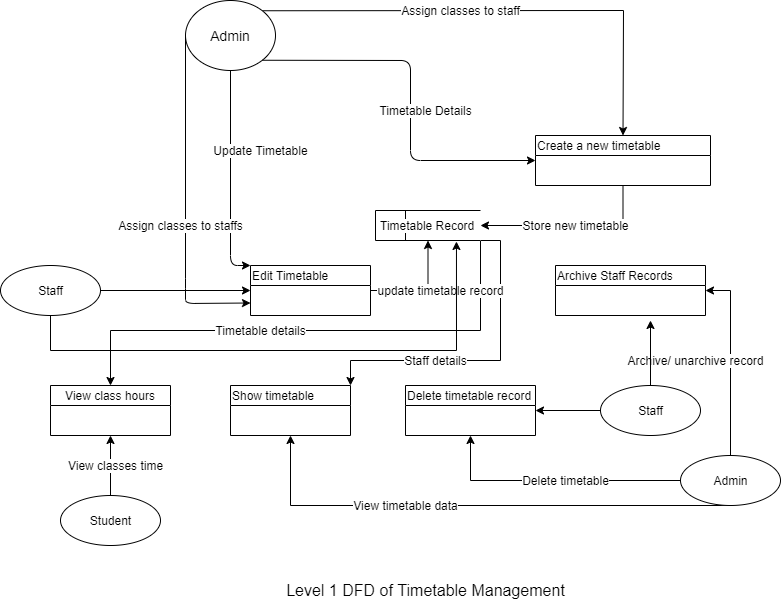 Assign classes to staff
Admin
Timetable Details
Create a new timetable
Update Timetable
Assign classes to staffs
Timetable Record
Store new timetable
Edit Timetable
Archive Staff Records
Staff
update timetable record
Timetable details
Staff details
Archive/ unarchive record
View class hours
Show timetable
Delete timetable record
Staff
View classes time
Delete timetable
Admin
View timetable data
Student
Level 1 DFD of Timetable Management